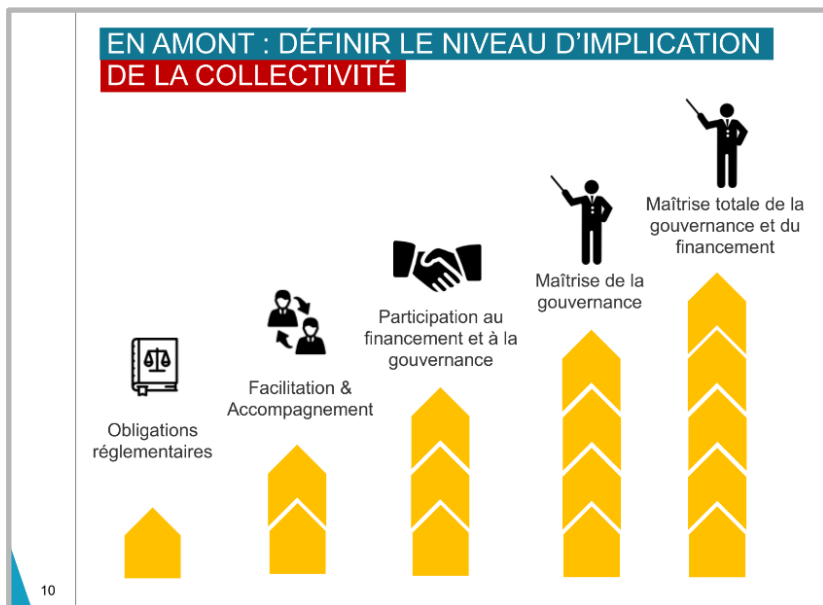 EN AMONT : DÉFINIR LE NIVEAU D’IMPLICATION
DE LA COLLECTIVITÉ
Obligations
réglementaires
Facilitation &
Accompagnement
Participation au
financement et à la
gouvernance
Maîtrise de la
gouvernance
Maîtrise totale de la
gouvernance et du
financement
10